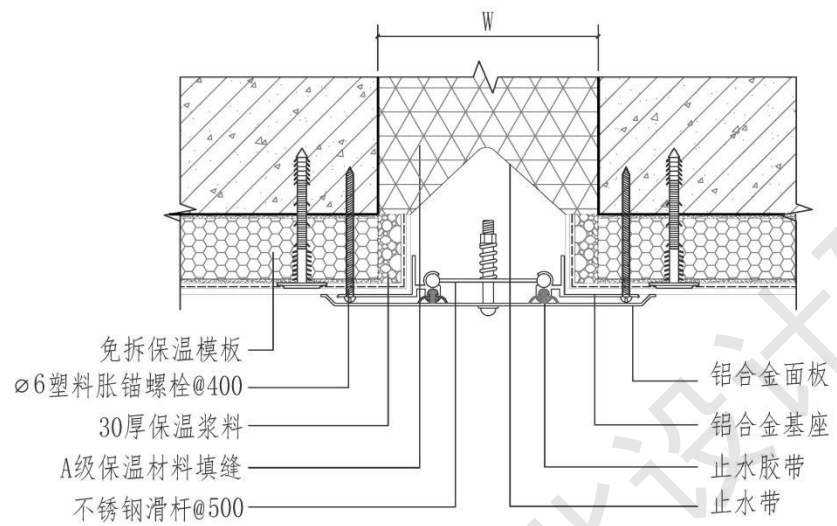 W
免拆保温模板
⌀6塑料胀锚螺栓@400
30厚保温浆料
A级保温材料填缝
不锈钢滑杆@500
铝合金面板
铝合金基座
止水胶带
止水带